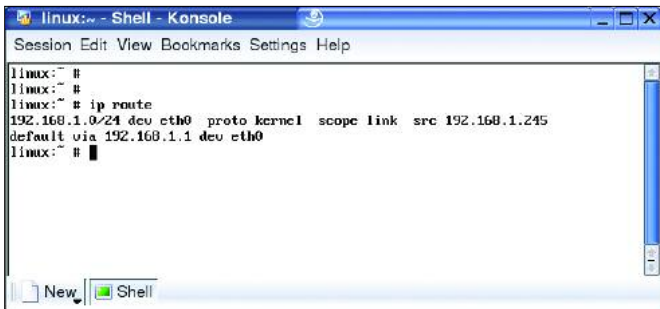 linux:~ - Shell - Konsole
Session Edit View Bookmarks Settings Help
linux:~ #
linux:~ #
linux:~ # ip route
192.168.1.0/24 dev eth0  proto kernel  scope link  src 192.168.1.245
default via 192.168.1.1 dev eth0
linux:~ #
New Shell